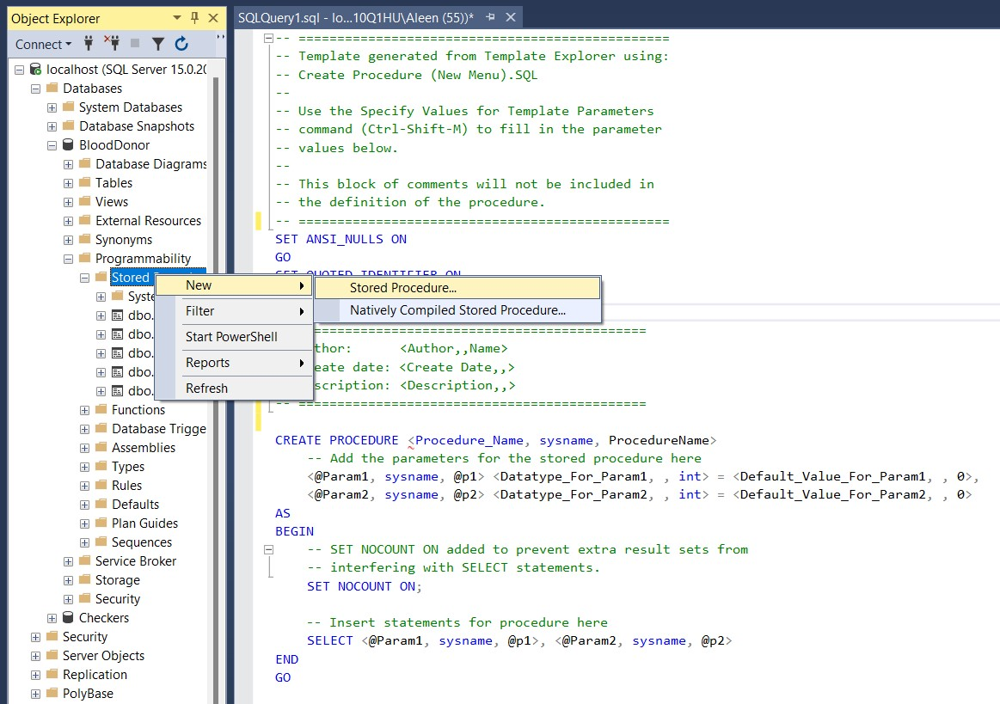 Object Explorer
Connect
localhost (SQL Server 15.0.20
Databases
System Databases
Database Snapshots
BloodDonor
Database Diagrams
Tables
Views
External Resources
Synonyms
Programmability
Stored
Syste
dbo.
dbo.
dbo.
dbo.
dbo.
Functions
Database Trigge
Assemblies
Types
Rules
Defaults
Plan Guides
Sequences
Service Broker
Storage
Security
Checkers
Security
Server Objects
Replication
PolyBase
New
Filter
Start PowerShell
Reports
Refresh
Stored Procedure...
Natively Compiled Stored Procedure...
SQLQuery1.sql - lo...10Q1HU\Aleen (55))*
-- ================================================
-- Template generated from Template Explorer using:
-- Create Procedure (New Menu).SQL
--
-- Use the Specify Values for Template Parameters
-- command (Ctrl-Shift-M) to fill in the parameter
-- values below.
--
-- This block of comments will not be included in
-- the definition of the procedure.
-- ================================================
SET ANSI_NULLS ON
GO
SET QUOTED_IDENTIFIER ON
=============================================
thor: <Author,,Name>
eate date: <Create Date,,>
scription: <Description,,>
-- =============================================
CREATE PROCEDURE <Procedure_Name, sysname, ProcedureName>
-- Add the parameters for the stored procedure here
<@Param1, sysname, @p1> <Datatype_For_Param1, , int> = <Default_Value_For_Param1, , 0>,
<@Param2, sysname, @p2> <Datatype_For_Param2, , int> = <Default_Value_For_Param2, , 0>
AS
BEGIN
-- SET NOCOUNT ON added to prevent extra result sets from
-- interfering with SELECT statements.
SET NOCOUNT ON;
-- Insert statements for procedure here
SELECT <@Param1, sysname, @p1>, <@Param2, sysname, @p2>
END
GO